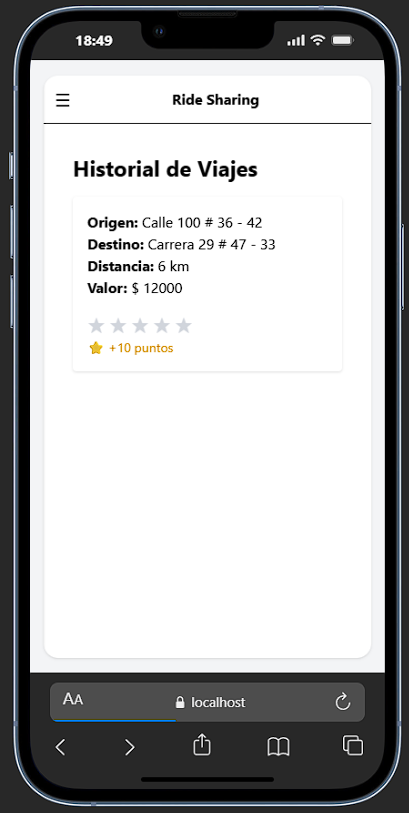 18:49
Ride Sharing
Historial de Viajes
Origen: Calle 100 # 36 - 42
Destino: Carrera 29 # 47 - 33
Distancia: 6 km
Valor: $ 12000
+10 puntos
AA
localhost